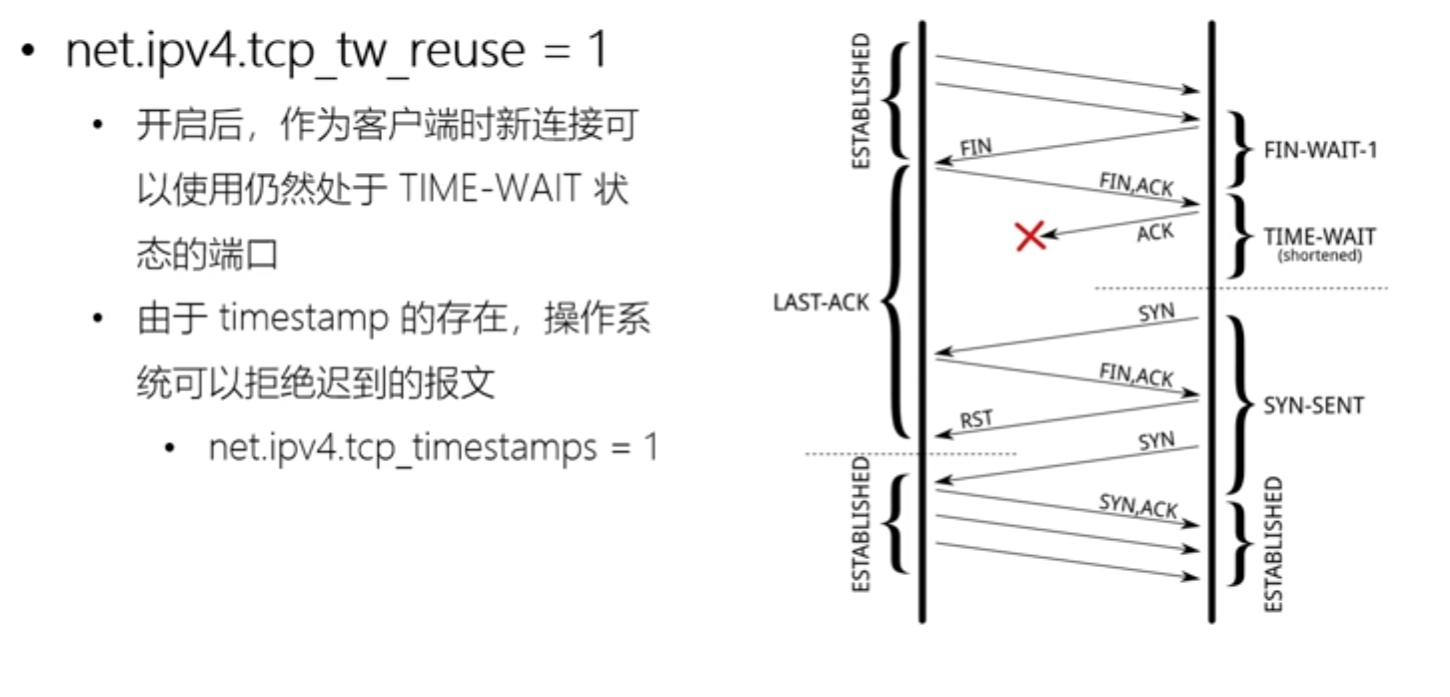 • net.ipv4.tcp_tw_reuse = 1
• 开启后，作为客户端时新连接可
以使用仍然处于 TIME-WAIT 状
态的端口
• 由于 timestamp 的存在，操作系
统可以拒绝迟到的报文
• net.ipv4.tcp_timestamps = 1
ESTABLISHED
FIN
FIN-WAIT-1
FIN,ACK
ACK
TIME-WAIT
(shortened)
LAST-ACK
SYN
FIN,ACK
SYN-SENT
RST
SYN
ESTABLISHED
SYN,ACK
ESTABLISHED